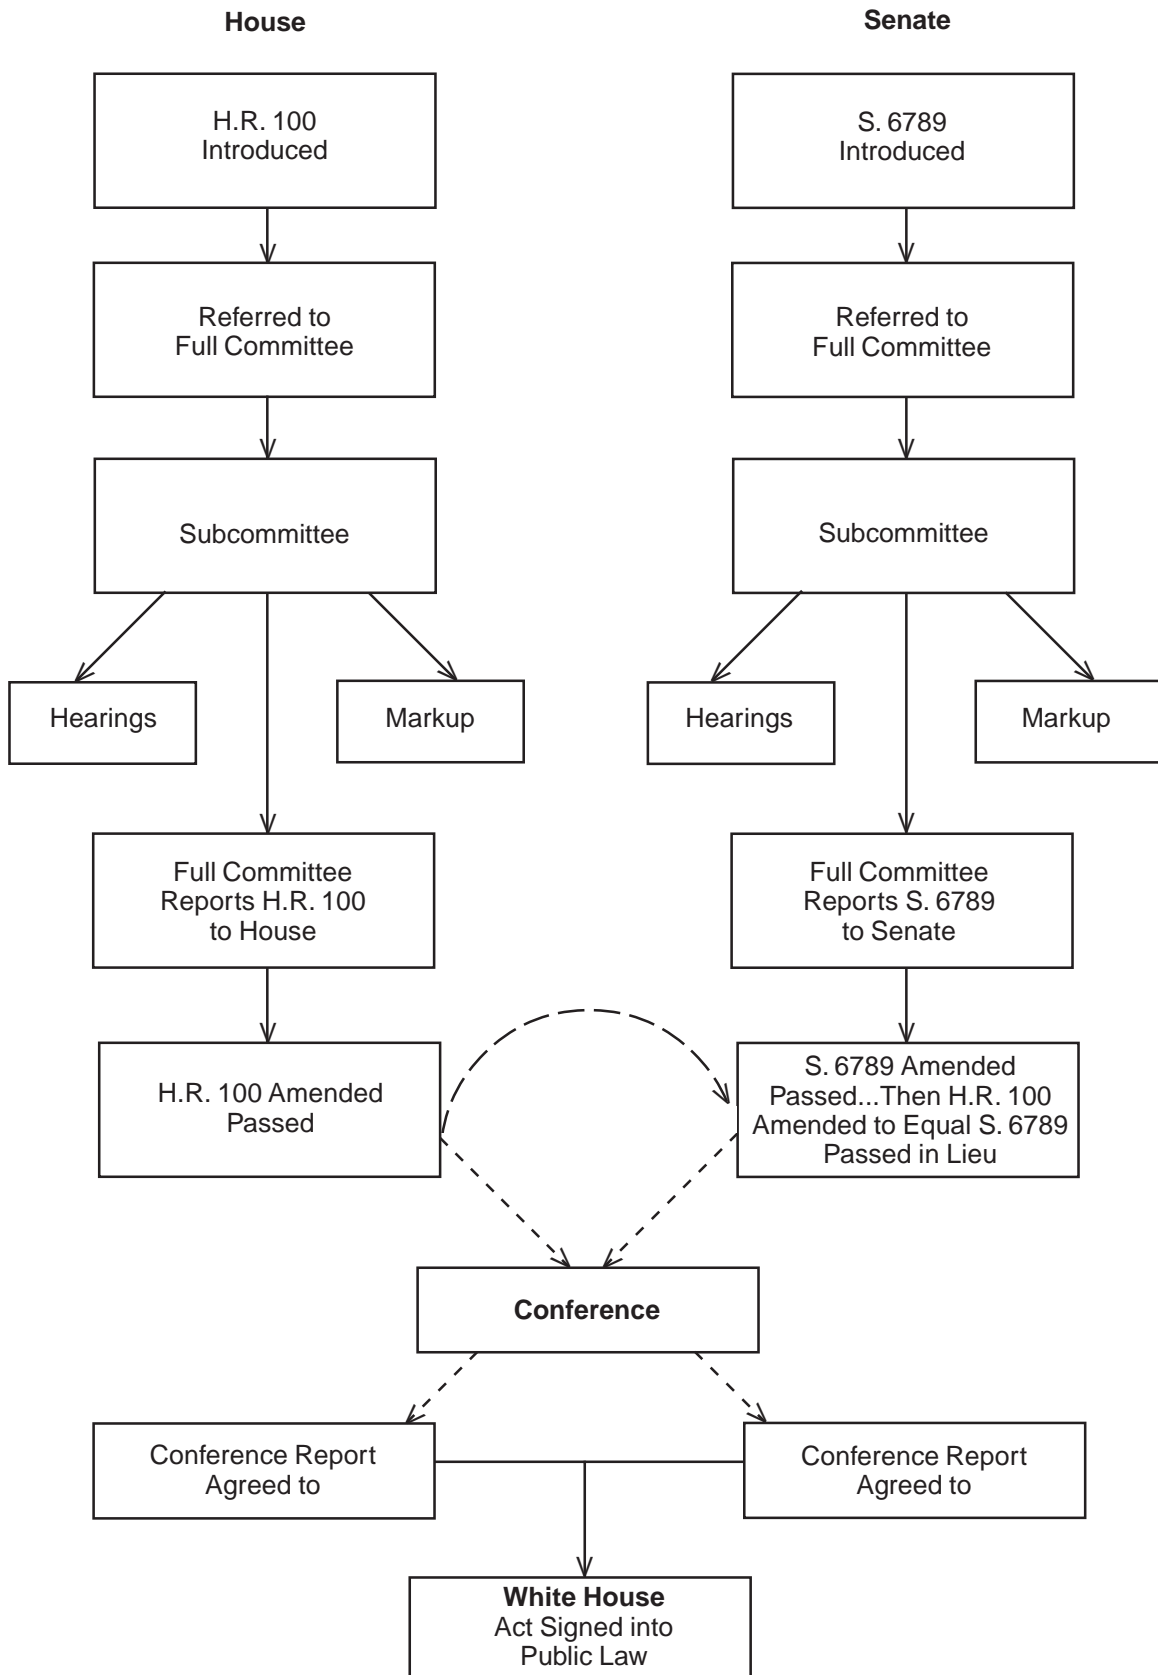 House
Senate
H.R. 100
Introduced
S. 6789
Introduced
Referred to
Full Committee
Referred to
Full Committee
Subcommittee
Subcommittee
Hearings
Markup
Hearings
Markup
Full Committee
Reports H.R. 100
to House
Full Committee
Reports S. 6789
to Senate
H.R. 100 Amended
Passed
S. 6789 Amended
Passed...Then H.R. 100
Amended to Equal S. 6789
Passed in Lieu
Conference
Conference Report
Agreed to
Conference Report
Agreed to
White House
Act Signed into
Public Law